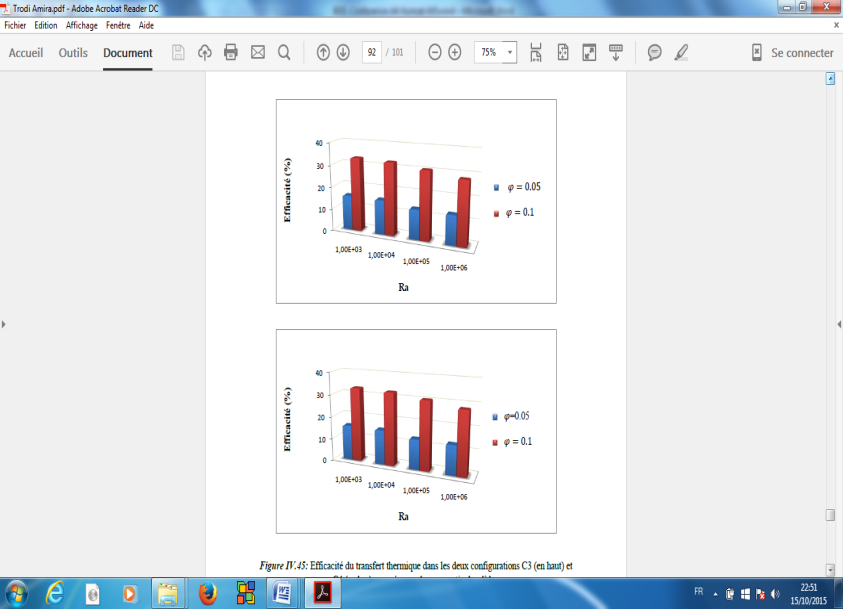 Trodi Amira.pdf - Adobe Acrobat Reader DC
Fichier Edition Affichage Fenêtre Aide
x
Accueil Outils Document
92 / 101
75%
Se connecter
40
30
20
10
0
Efficacité (%)
1,00E+03 1,00E+04 1,00E+05 1,00E+06
Ra
φ = 0.05
φ = 0.1
40
30
20
10
0
Efficacité (%)
1,00E+03 1,00E+04 1,00E+05 1,00E+06
Ra
φ=0.05
φ = 0.1
Figure IV.45: Efficacité du transfert thermique dans les deux configurations C3 (en haut) et
FR
22:51
15/10/2015